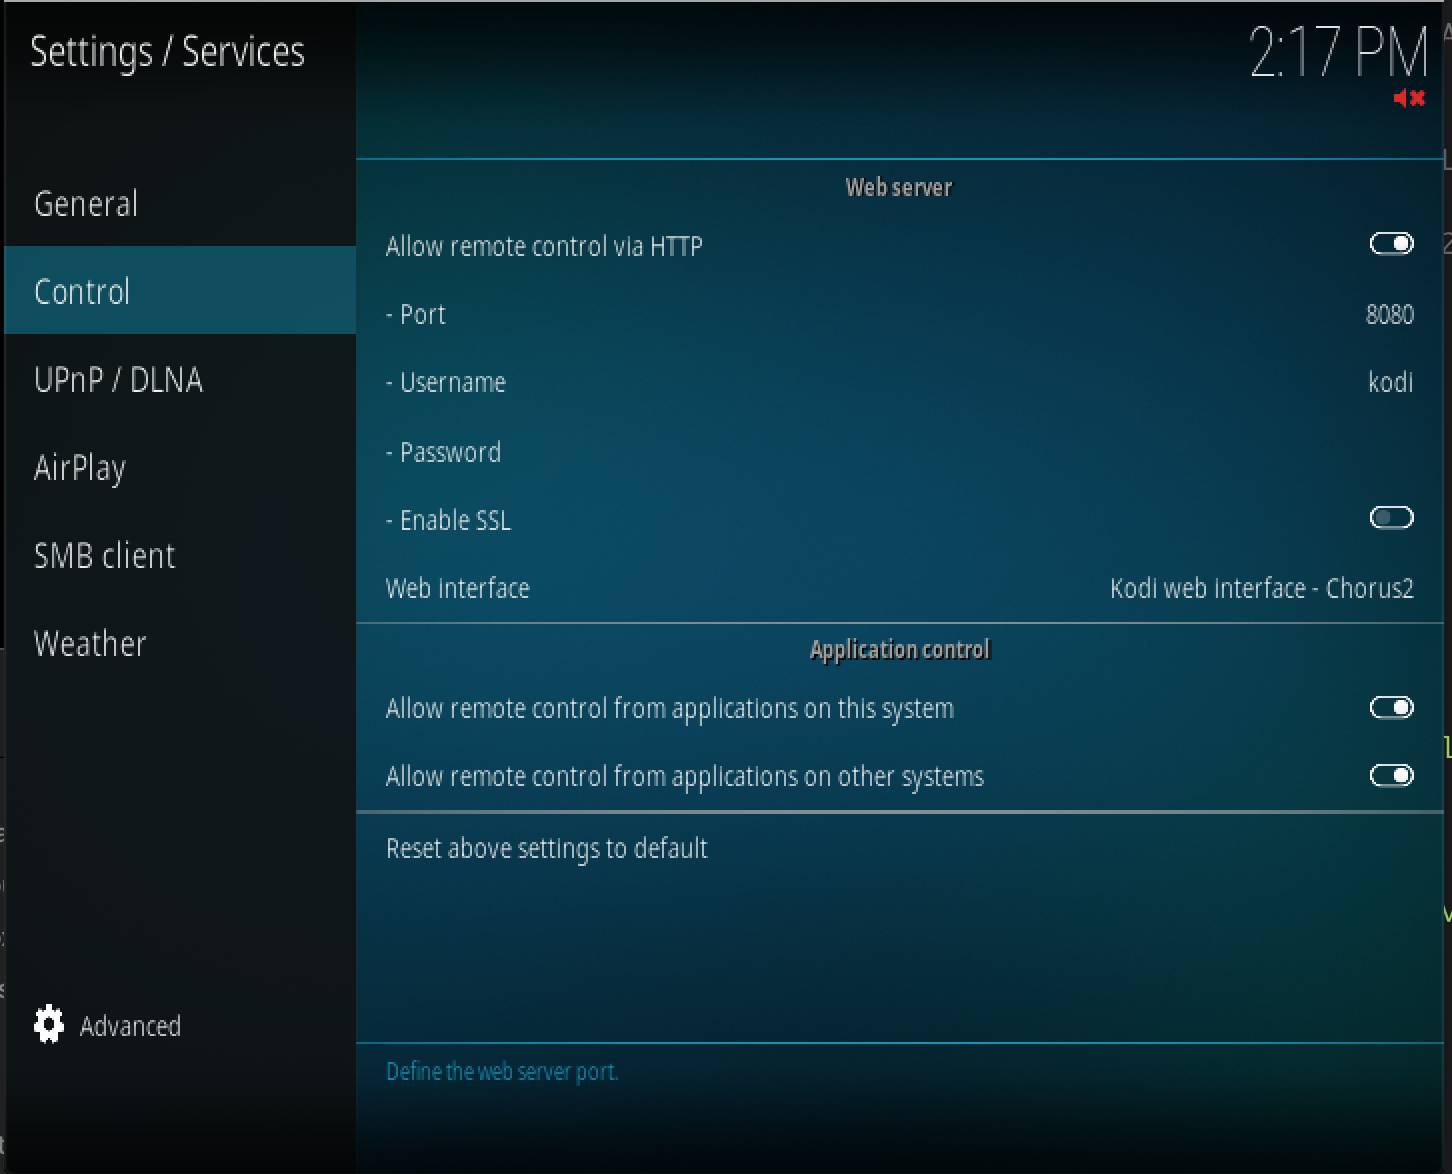 Settings / Services
2:17 PM
General
Control
UPnP / DLNA
AirPlay
SMB client
Weather
Advanced
Web server
Allow remote control via HTTP
- Port 8080
- Username kodi
- Password
- Enable SSL
Web interface Kodi web interface - Chorus2
Application control
Allow remote control from applications on this system
Allow remote control from applications on other systems
Reset above settings to default
Define the web server port.